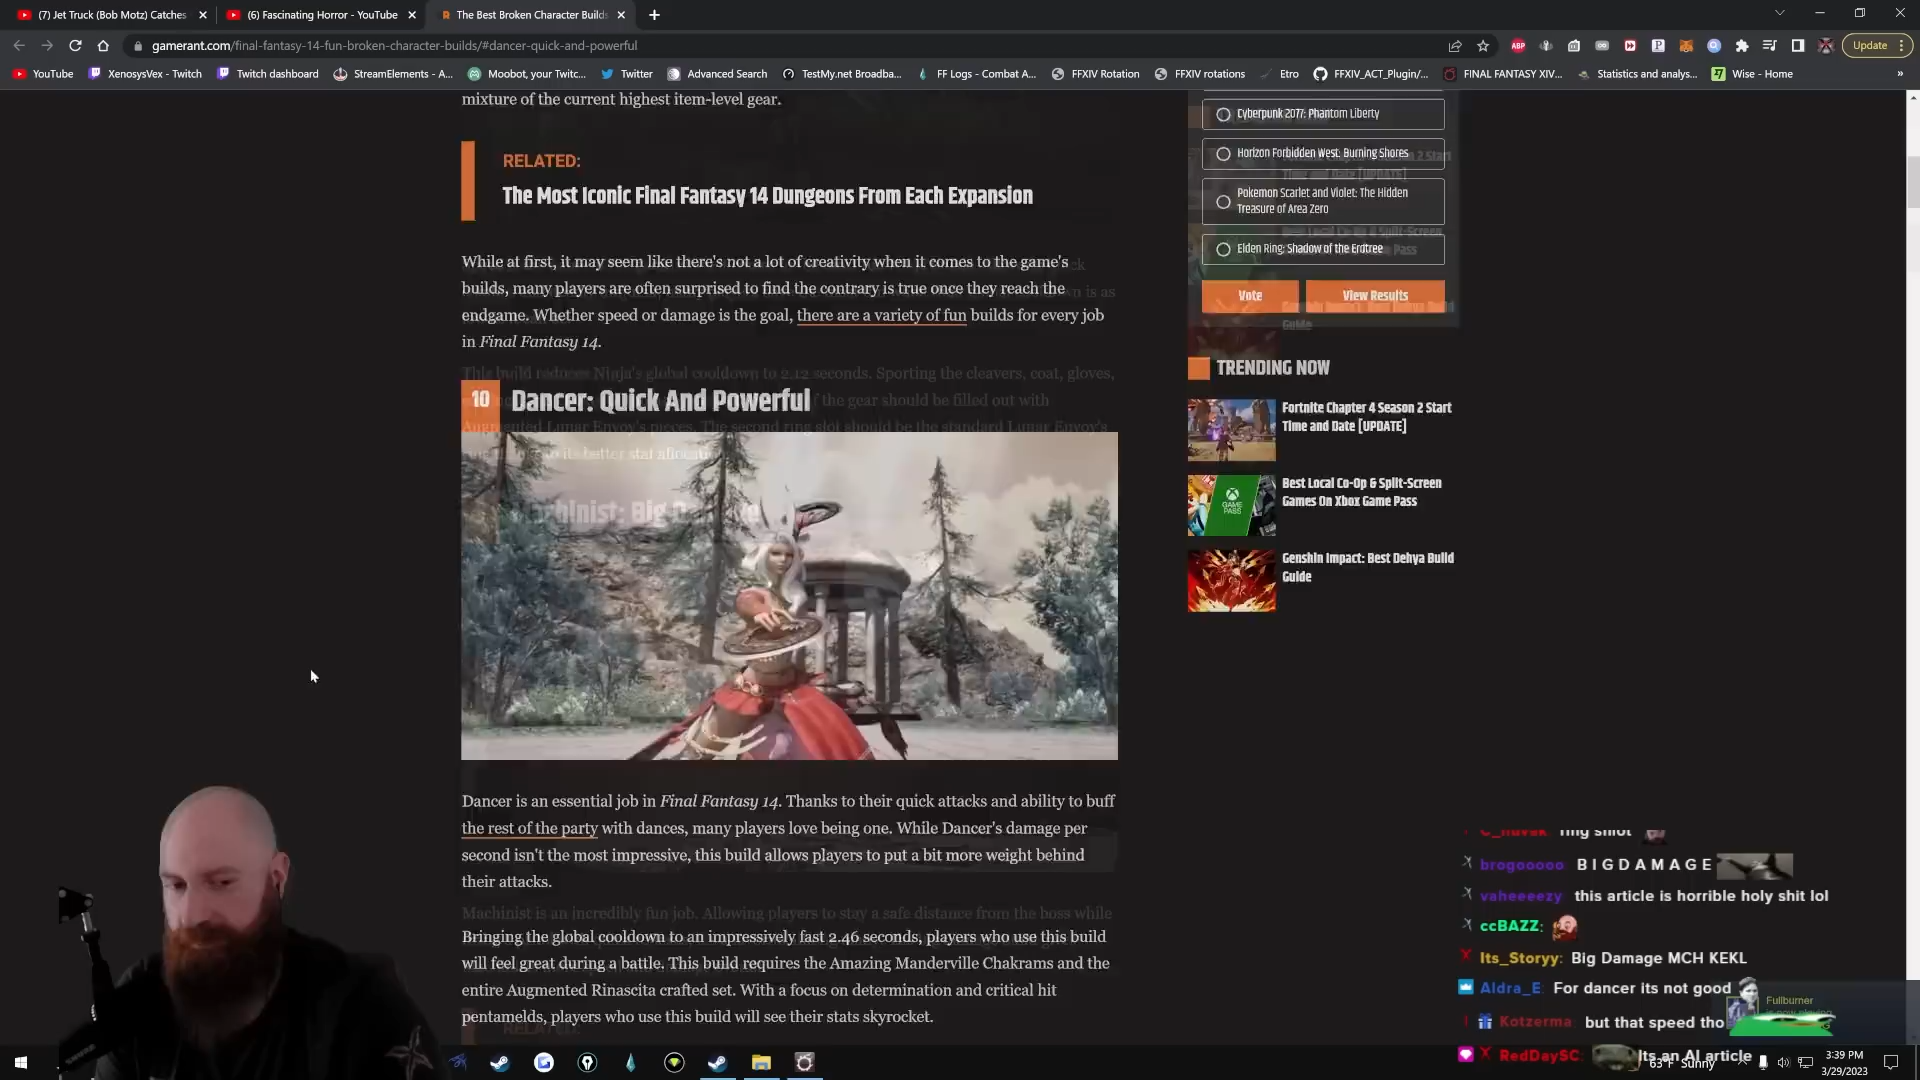 (7) Jet Truck (Bob Motz) Catches
(6) Fascinating Horror - YouTube
The Best Broken Character Builds
gamerant.com/final-fantasy-14-fun-broken-character-builds/#dancer-quick-and-powerful
ABP
Update
YouTube
XenosysVex - Twitch
Twitch dashboard
StreamElements - A...
Moobot, your Twitc...
Twitter
Advanced Search
TestMy.net Broadba...
FF Logs - Combat A...
FFXIV Rotation
FFXIV rotations
Etro
FFXIV_ACT_Plugin/...
FINAL FANTASY XIV...
Statistics and analys...
Wise - Home
mixture of the current highest item-level gear.
RELATED:
The Most Iconic Final Fantasy 14 Dungeons From Each Expansion
While at first, it may seem like there's not a lot of creativity when it comes to the game's
builds, many players are often surprised to find the contrary is true once they reach the
endgame. Whether speed or damage is the goal, there are a variety of fun builds for every job
in Final Fantasy 14.
This build reduces Ninja's global cooldown to 2.12 seconds. Sporting the cleavers, coat, gloves,
10
Dancer: Quick And Powerful
the gear should be filled out with
Augmented Lunar Envoy's pieces. The second ring slot should be the standard Lunar Envoy's
its better stat allocation
Machinist: Big Damage
Dancer is an essential job in Final Fantasy 14. Thanks to their quick attacks and ability to buff
the rest of the party with dances, many players love being one. While Dancer's damage per
second isn't the most impressive, this build allows players to put a bit more weight behind
their attacks.
Machinist is an incredibly fun job. Allowing players to stay a safe distance from the boss while
Bringing the global cooldown to an impressively fast 2.46 seconds, players who use this build
will feel great during a battle. This build requires the Amazing Manderville Chakrams and the
entire Augmented Rinascita crafted set. With a focus on determination and critical hit
pentamelds, players who use this build will see their stats skyrocket.
RELATED:
Cyberpunk 2077: Phantom Liberty
Horizon Forbidden West: Burning Shores
Pokemon Scarlet and Violet: The Hidden
Treasure of Area Zero
Elden Ring: Shadow of the Erdtree
Vote
View Results
TRENDING NOW
Fortnite Chapter 4 Season 2 Start
Time and Date [UPDATE]
Best Local Co-Op & Split-Screen
Games On Xbox Game Pass
Genshin Impact: Best Dehya Build
Guide
brogooooo B I G D A M A G E
vaheeeezy this article is horrible holy shit lol
ccBAZZ:
Its_Storyy: Big Damage MCH KEKL
Aldra_E: For dancer its not good
Fullburner
Kotzerma: but that speed tho
RedDaySC: Its an AI article
63°F Sunny
3:39 PM
3/29/2023